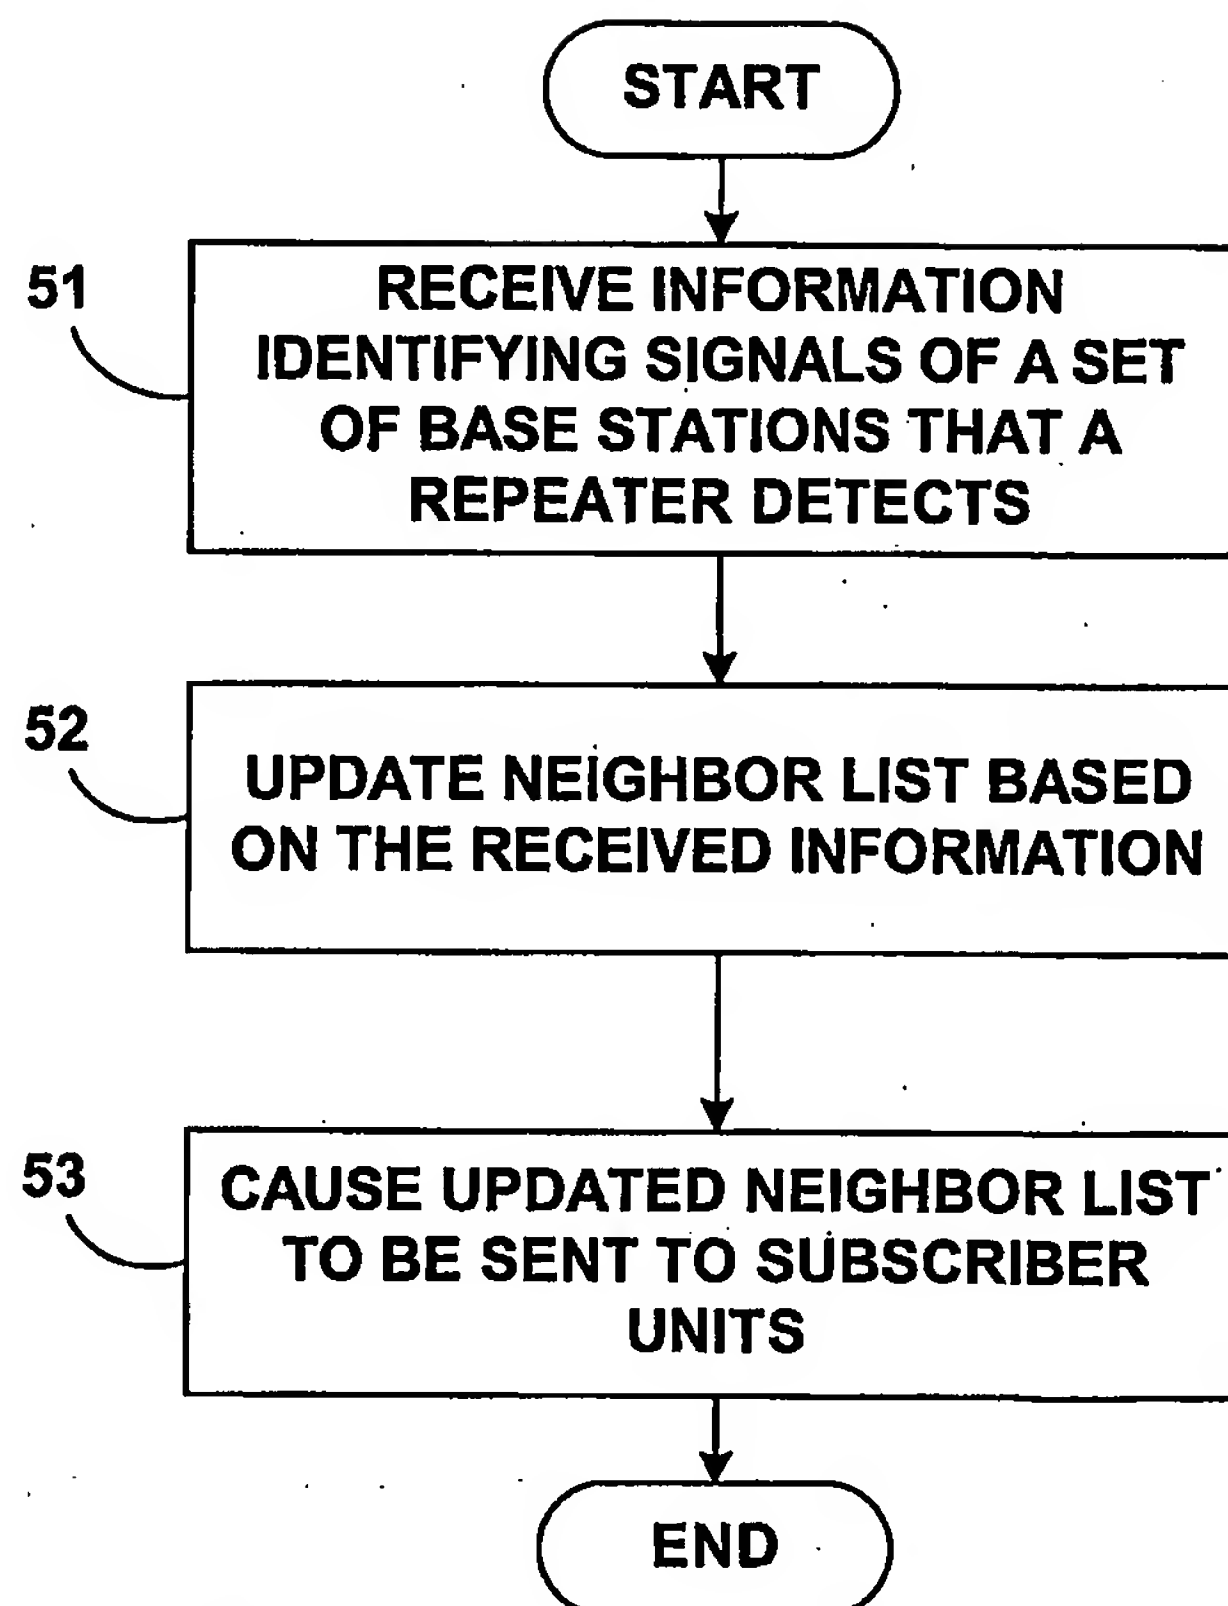 START
51
RECEIVE INFORMATION
IDENTIFYING SIGNALS OF A SET
OF BASE STATIONS THAT A
REPEATER DETECTS
52
UPDATE NEIGHBOR LIST BASED
ON THE RECEIVED INFORMATION
53
CAUSE UPDATED NEIGHBOR LIST
TO BE SENT TO SUBSCRIBER
UNITS
END